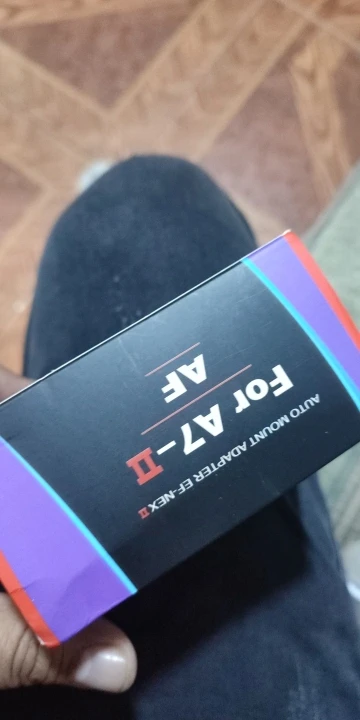 AUTO MOUNT ADAPTER EF-NEX II
For A7-II
AF